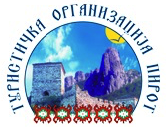 ТУРИСТИЧКА ОРГАНИЗАЦИЈА ПИРОТ